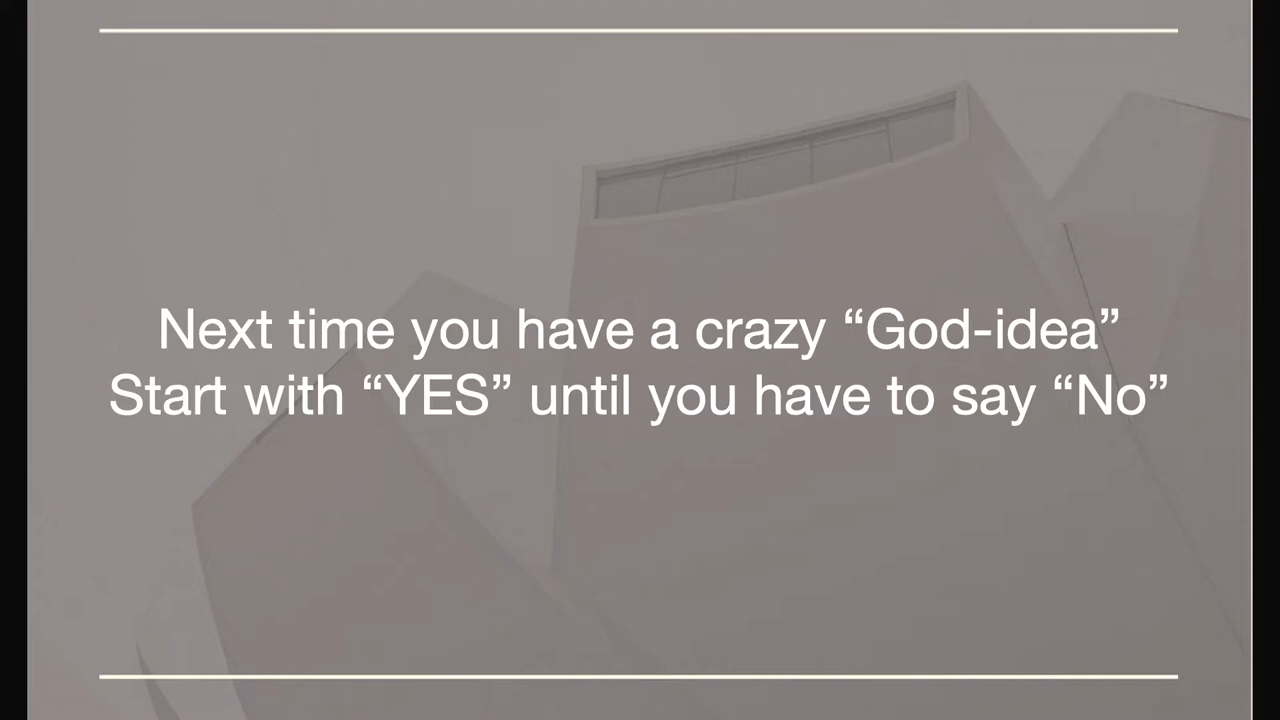 Next time you have a crazy “God-idea”
Start with “YES” until you have to say “No”